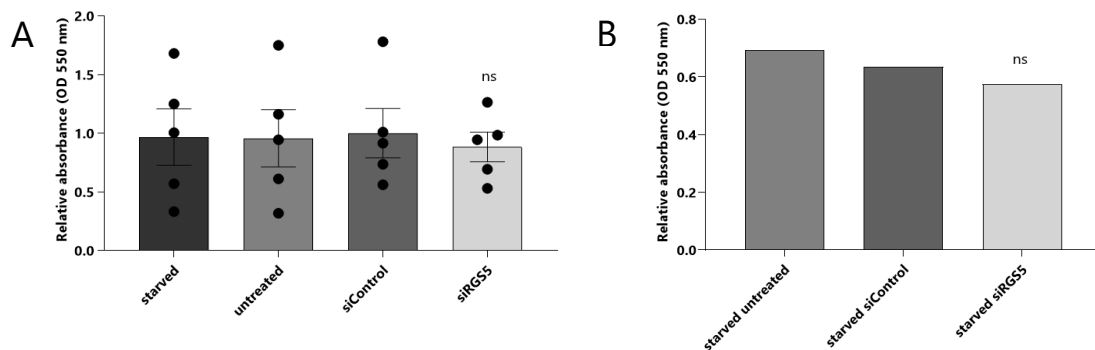 A
Relative absorbance (OD 550 nm)
2.0
1.5
1.0
0.5
0.0
ns
starved
untreated
siControl
siRGS5
B
Relative absorbance (OD 550 nm)
0.8
0.6
0.4
0.2
0.0
ns
starved untreated
starved siControl
starved siRGS5